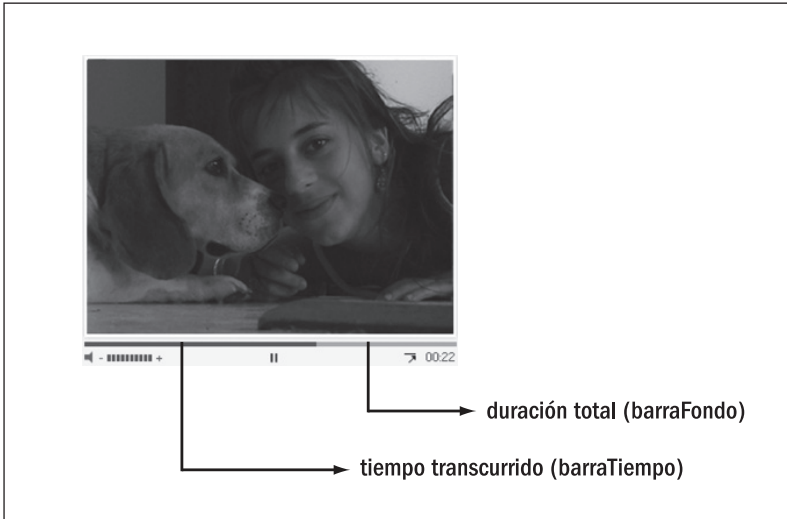 - +
00:22
duración total (barraFondo)
tiempo transcurrido (barraTiempo)